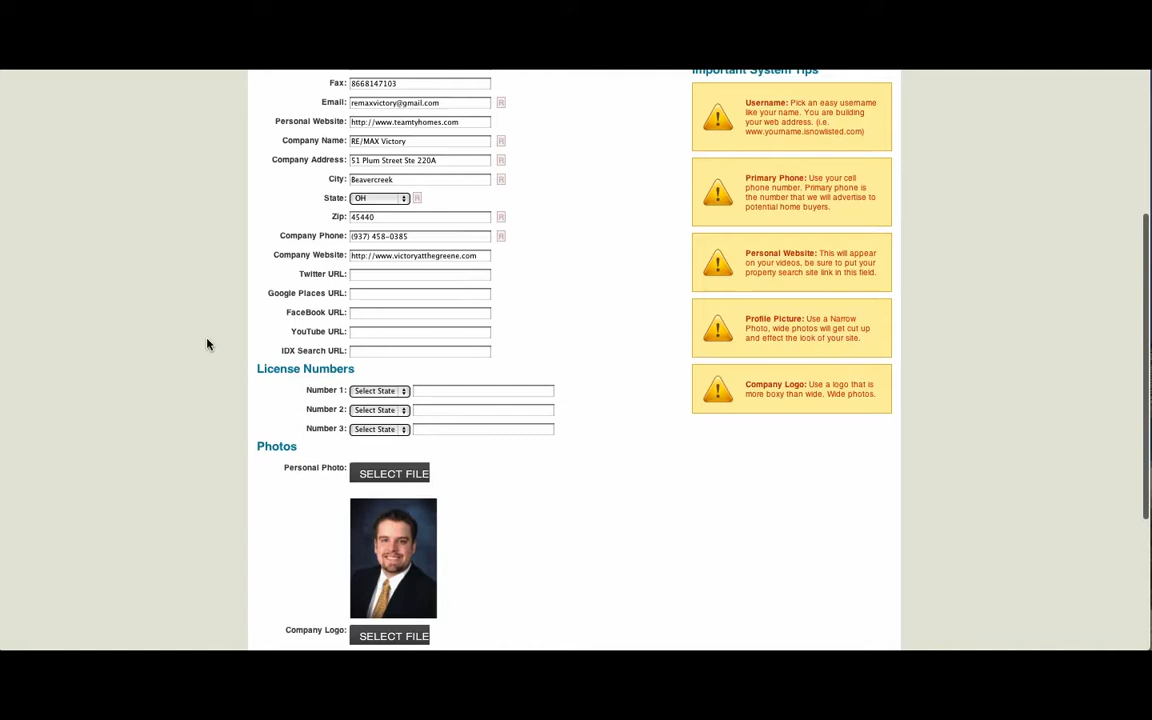 Important System Tips
Fax: 8668147103
Email: remaxvictory@gmail.com R
Personal Website: http://www.teamtyhomes.com
Company Name: RE/MAX Victory R
Company Address: 51 Plum Street Ste 220A R
City: Beavercreek R
State: OH R
Zip: 45440 R
Company Phone: (937) 458-0385 R
Company Website: http://www.victoryatthegreene.com
Twitter URL:
Google Places URL:
FaceBook URL:
YouTube URL:
IDX Search URL:
License Numbers
Number 1: Select State
Number 2: Select State
Number 3: Select State
Photos
Personal Photo: SELECT FILE
Company Logo: SELECT FILE
Username: Pick an easy username
like your name. You are building
your web address. (i.e.
www.yourname.isnowlisted.com)
Primary Phone: Use your cell
phone number. Primary phone is
the number that we will advertise to
potential home buyers.
Personal Website: This will appear
on your videos, be sure to put your
property search site link in this field.
Profile Picture: Use a Narrow
Photo, wide photos will get cut up
and effect the look of your site.
Company Logo: Use a logo that is
more boxy than wide. Wide photos.